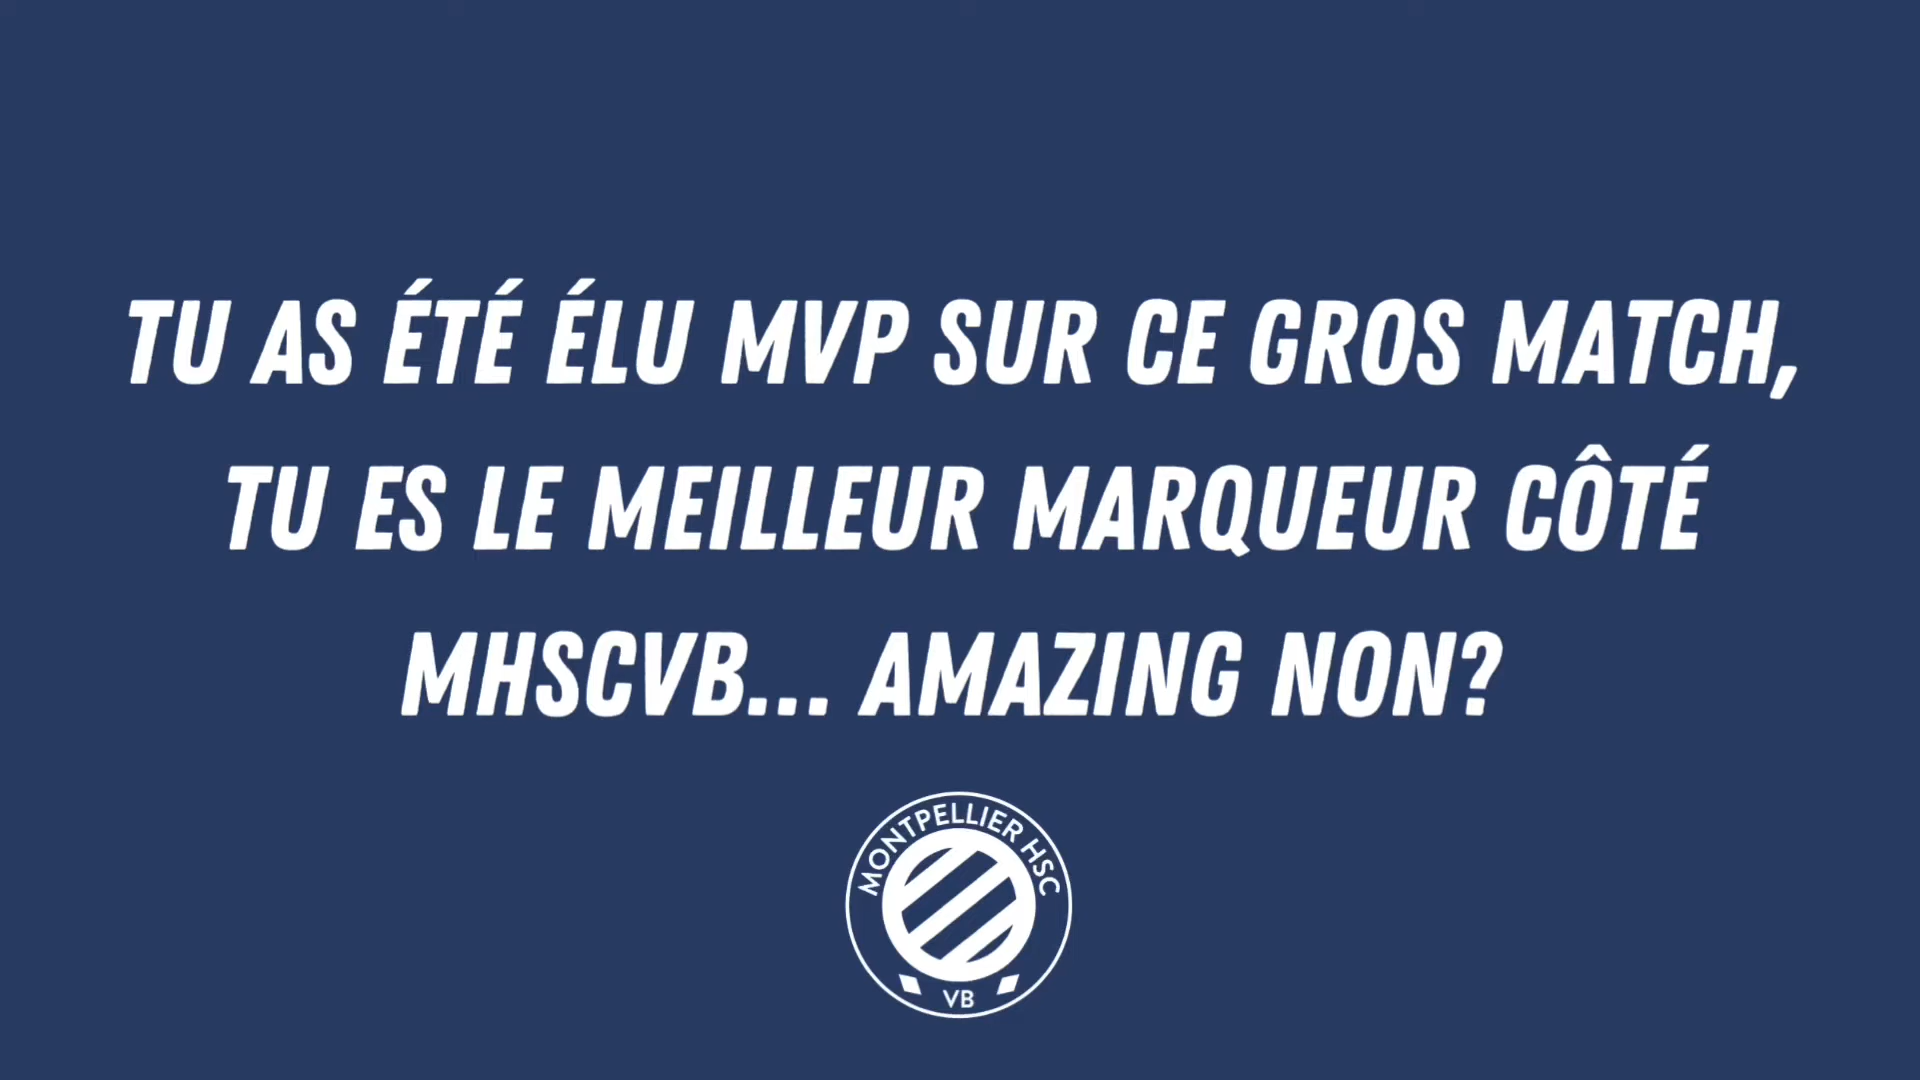 TU AS ÉTÉ ÉLU MVP SUR CE GROS MATCH,
TU ES LE MEILLEUR MARQUEUR CÔTÉ
MHSCVB... AMAZING NON?
MONTPELLIER HSC
VB